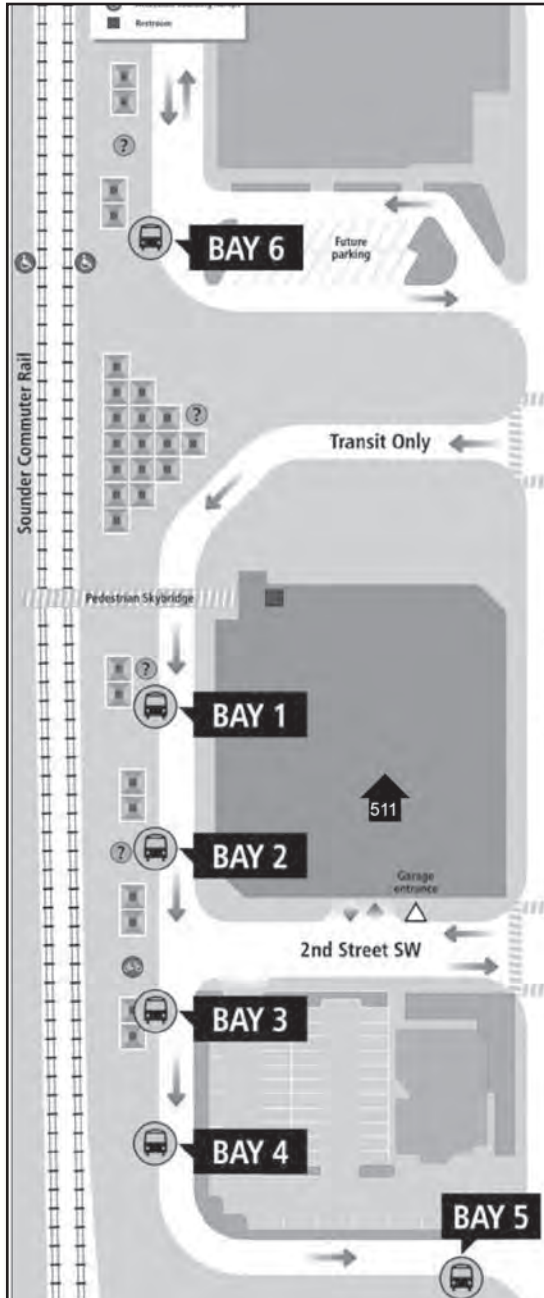 Restroom
?
BAY 6
Future
parking
Sounder Commuter Rail
?
Transit Only
Pedestrian Skybridge
?
BAY 1
511
BAY 2
?
Garage
entrance
2nd Street SW
BAY 3
BAY 4
BAY 5